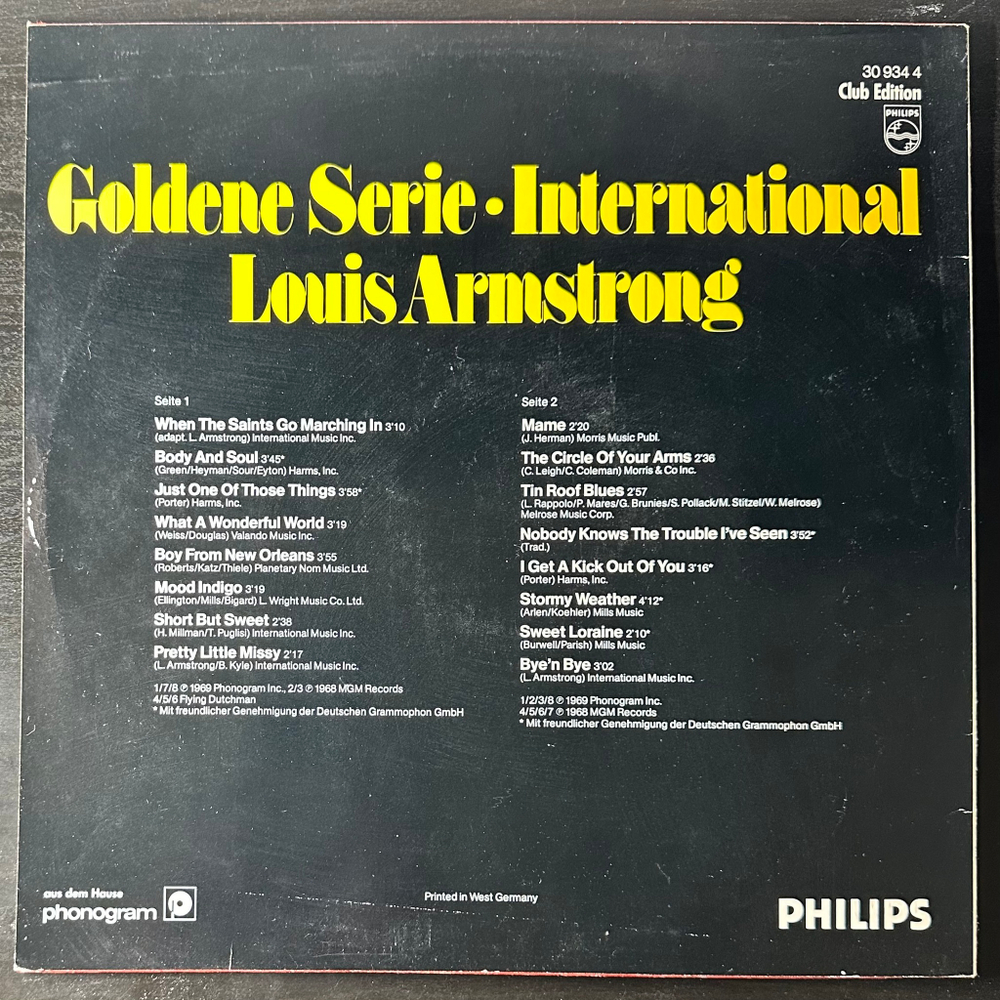 30 934 4
Club Edition
PHILIPS
Goldene Serie · International
Louis Armstrong
Seite 1
When The Saints Go Marching In 3'10
(adapt. L. Armstrong) International Music Inc.
Body And Soul 3'45*
(Green/Heyman/Sour/Eyton) Harms, Inc.
Just One Of Those Things 3'58*
(Porter) Harms, Inc.
What A Wonderful World 3'19
(Weiss/Douglas) Valando Music Inc.
Boy From New Orleans 3'55
(Roberts/Katz/Thiele) Planetary Nom Music Ltd.
Mood Indigo 3'19
(Ellington/Mills/Bigard) L. Wright Music Co. Ltd.
Short But Sweet 2'38
(H. Millman/T. Puglisi) International Music Inc.
Pretty Little Missy 2'17
(L. Armstrong/B. Kyle) International Music Inc.
1/7/8 ℗ 1969 Phonogram Inc., 2/3 ℗ 1968 MGM Records
4/5/6 Flying Dutchman
* Mit freundlicher Genehmigung der Deutschen Grammophon GmbH
Seite 2
Mame 2'20
(J. Herman) Morris Music Publ.
The Circle Of Your Arms 2'36
(C. Leigh/C. Coleman) Morris & Co Inc.
Tin Roof Blues 2'57
(L. Rappolo/P. Mares/G. Brunies/S. Pollack/M. Stitzel/W. Melrose)
Melrose Music Corp.
Nobody Knows The Trouble I've Seen 3'52*
(Trad.)
I Get A Kick Out Of You 3'16*
(Porter) Harms, Inc.
Stormy Weather 4'12*
(Arlen/Koehler) Mills Music
Sweet Loraine 2'10*
(Burwell/Parish) Mills Music
Bye'n Bye 3'02
(L. Armstrong) International Music Inc.
1/2/3/8 ℗ 1969 Phonogram Inc.
4/5/6/7 ℗ 1968 MGM Records
* Mit freundlicher Genehmigung der Deutschen Grammophon GmbH
aus dem Hause
phonogram
Printed in West Germany
PHILIPS